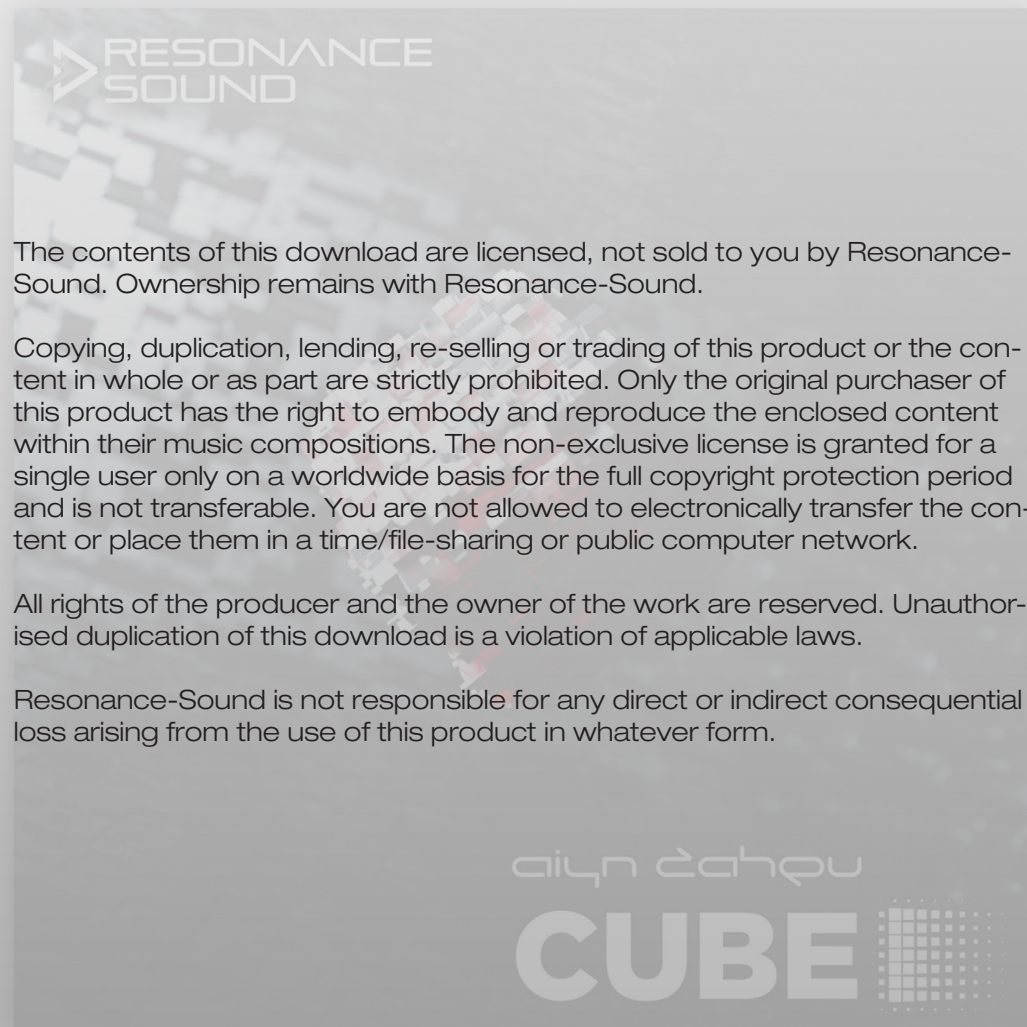 RESONANCE
SOUND
The contents of this download are licensed, not sold to you by Resonance-
Sound. Ownership remains with Resonance-Sound.
Copying, duplication, lending, re-selling or trading of this product or the con-
tent in whole or as part are strictly prohibited. Only the original purchaser of
this product has the right to embody and reproduce the enclosed content
within their music compositions. The non-exclusive license is granted for a
single user only on a worldwide basis for the full copyright protection period
and is not transferable. You are not allowed to electronically transfer the con-
tent or place them in a time/file-sharing or public computer network.
All rights of the producer and the owner of the work are reserved. Unauthor-
ised duplication of this download is a violation of applicable laws.
Resonance-Sound is not responsible for any direct or indirect consequential
loss arising from the use of this product in whatever form.
aiyn zahev
CUBE